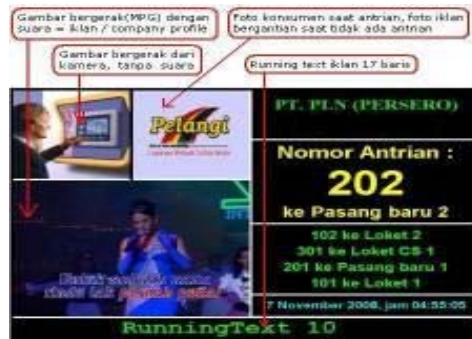 Gambar bergerak(MPG) dengan
suara = iklan / company profile
Foto konsumen saat antrian, foto iklan
bergantian saat tidak ada antrian
Gambar bergerak dari
kamera, tanpa suara
Running text iklan 17 baris
PT. PLN (PERSERO)
Pelangi
Nomor Antrian :
202
ke Pasang baru 2
102 ke Loket 2
301 ke Loket CS 1
201 ke Pasang baru 1
101 ke Loket 1
7 November 2008, jam 04:55:05
RunningText 10